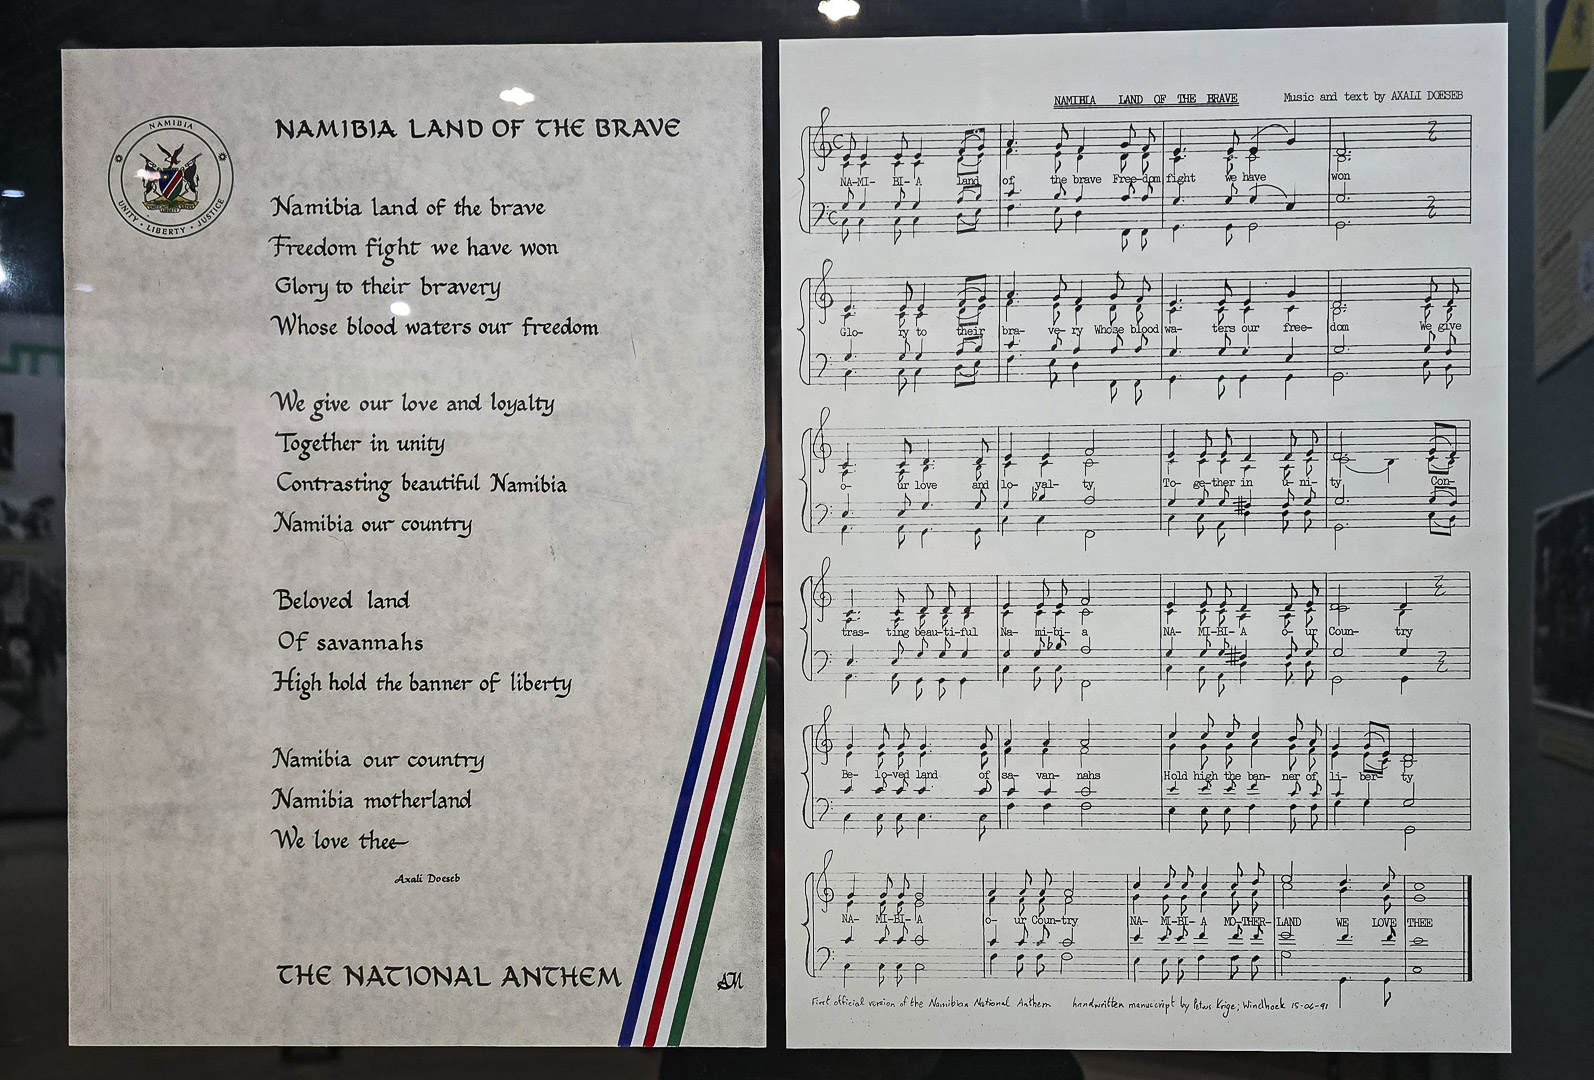 NAMIBIA
UNITY • LIBERTY • JUSTICE
NAMIBIA LAND OF THE BRAVE
Namibia land of the brave
Freedom fight we have won
Glory to their bravery
Whose blood waters our freedom
We give our love and loyalty
Together in unity
Contrasting beautiful Namibia
Namibia our country
Beloved land
Of savannahs
High hold the banner of liberty
Namibia our country
Namibia motherland
We love thee
Axali Doeseb
THE NATIONAL ANTHEM
AM
NAMIBIA LAND OF THE BRAVE
Music and text by AXALI DOESEB
NA-MI- BI- A land of the brave Free-dom fight we have won
Glo- ry to their bra- ve- ry Whose blood wa- ters our free- dom We give
o- ur love and lo- yal- ty, To- ge-ther in u- ni- ty Con-
tras- ting beau-ti-ful Na- mi-bi- a NA- MI-BI- A o- ur Coun- try
Be- lo-ved land of sa- van- nahs Hold high the ban- ner of li- ber- ty
NA- MI-BI- A o- ur Coun-try NA- MI-BI- A MO-THER- LAND WE LOVE THEE
First official version of the Namibian National Anthem handwritten manuscript by Petrus Krige; Windhoek 15-04-91